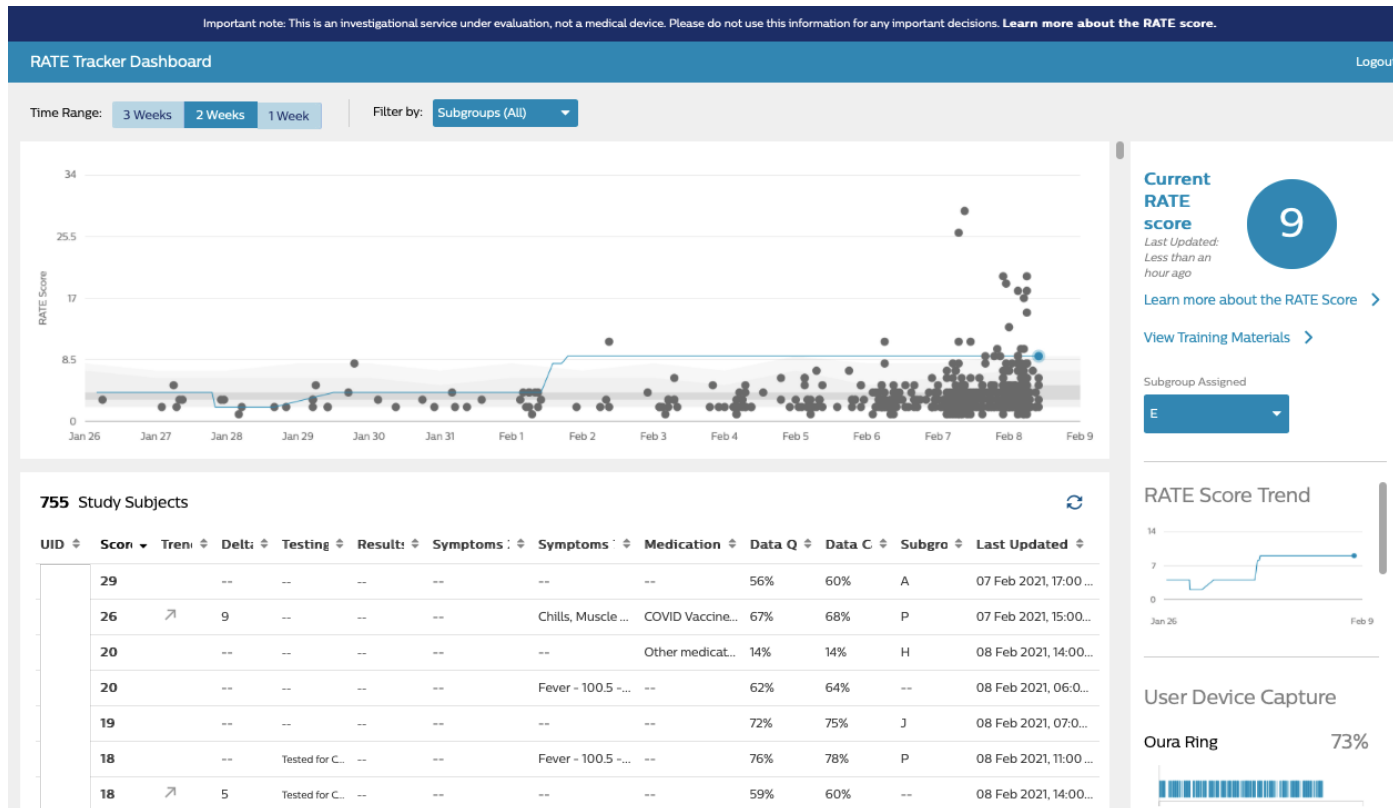 Important note: This is an investigational service under evaluation, not a medical device. Please do not use this information for any important decisions. Learn more about the RATE score.
RATE Tracker Dashboard
Logout
Time Range:
3 Weeks
2 Weeks
1 Week
Filter by:
Subgroups (All)
34
25.5
17
8.5
0
RATE Score
Jan 26 Jan 27 Jan 28 Jan 29 Jan 30 Jan 31 Feb 1 Feb 2 Feb 3 Feb 4 Feb 5 Feb 6 Feb 7 Feb 8 Feb 9
Current
RATE
score
Last Updated:
Less than an
hour ago
9
Learn more about the RATE Score
View Training Materials
Subgroup Assigned
E
755 Study Subjects
UID Scor Tren Delt Testing Result Symptoms Symptoms Medication Data Q Data C Subgro Last Updated
29 -- -- -- -- -- -- 56% 60% A 07 Feb 2021, 17:00 ...
26 9 -- -- -- Chills, Muscle ... COVID Vaccine... 67% 68% P 07 Feb 2021, 15:00...
20 -- -- -- -- -- Other medicat... 14% 14% H 08 Feb 2021, 14:00...
20 -- -- -- -- Fever - 100.5 -... -- 62% 64% -- 08 Feb 2021, 06:0...
19 -- -- -- -- -- -- 72% 75% J 08 Feb 2021, 07:0...
18 -- Tested for C... -- -- Fever - 100.5 -... -- 76% 78% P 08 Feb 2021, 11:00 ...
18 5 Tested for C... -- -- -- -- 59% 60% -- 08 Feb 2021, 14:00...
RATE Score Trend
14
7
0
Jan 26 Feb 9
User Device Capture
Oura Ring 73%